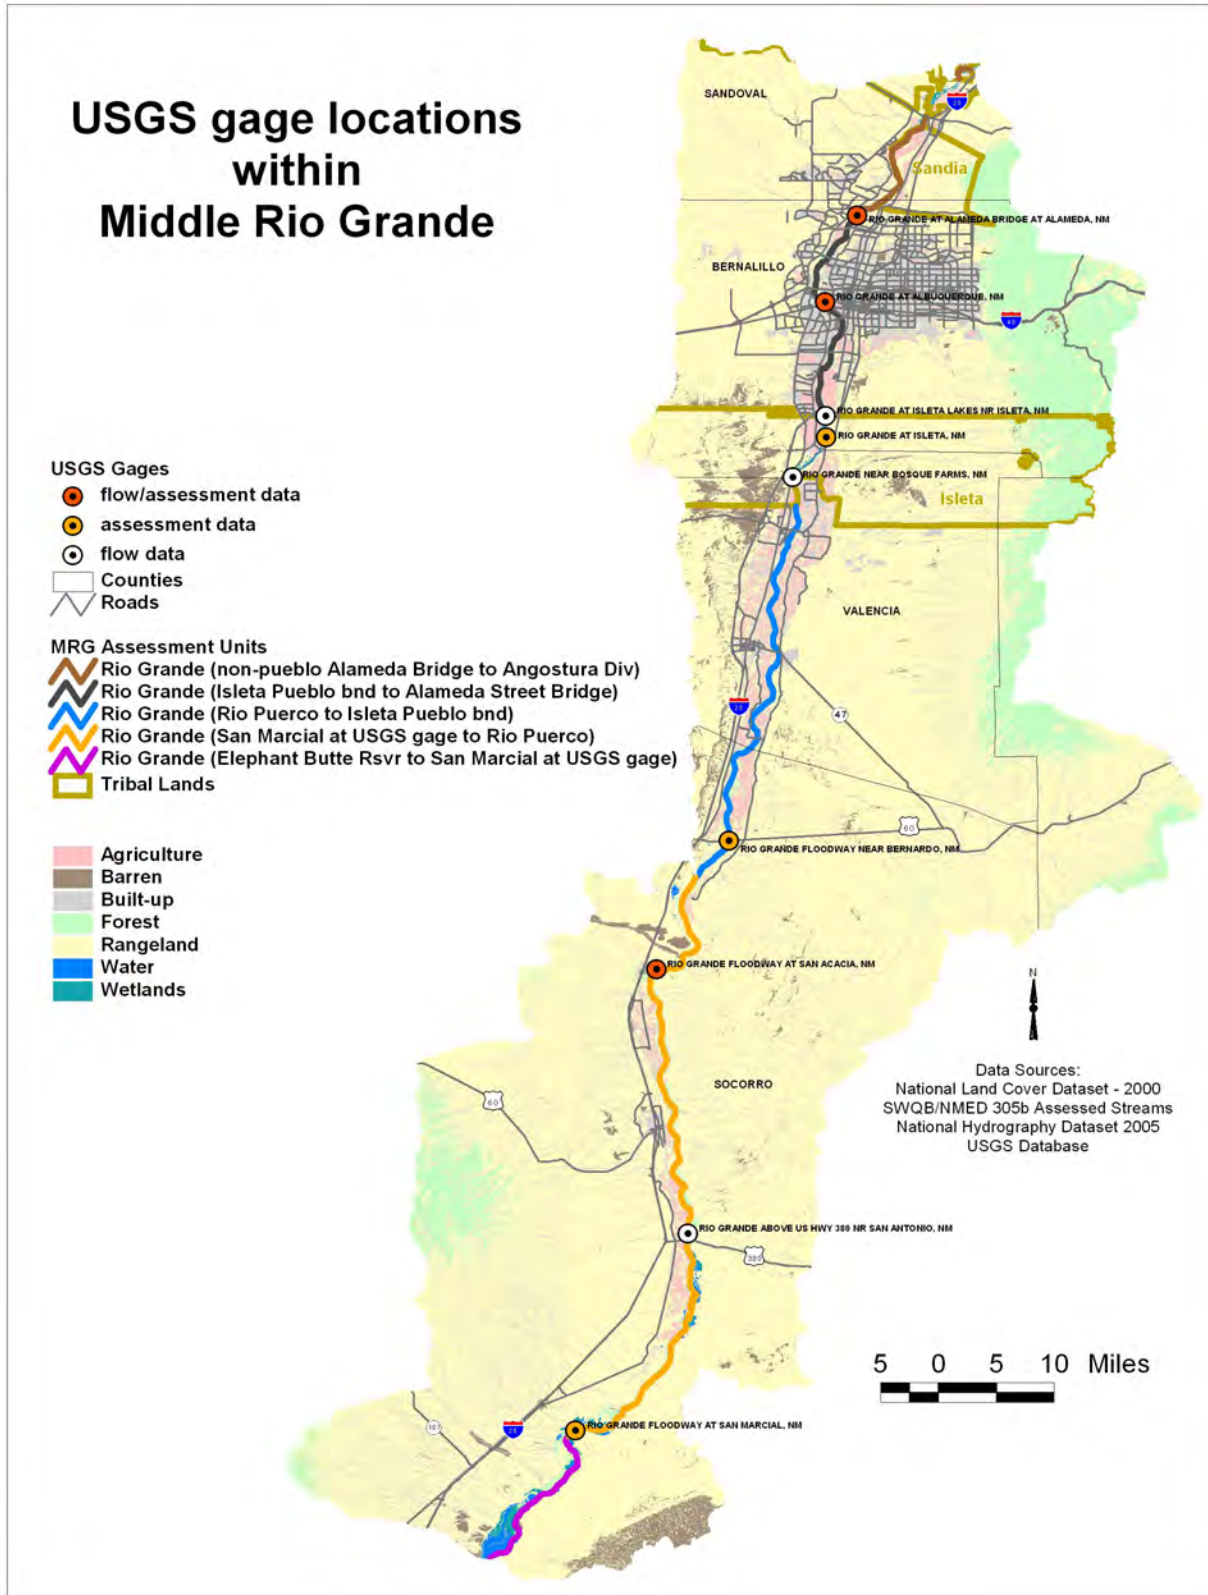 USGS gage locations
within
Middle Rio Grande
SANDOVAL
25
Sandia
RIO GRANDE AT ALAMEDA BRIDGE AT ALAMEDA, NM
BERNALILLO
RIO GRANDE AT ALBUQUERQUE, NM
40
RIO GRANDE AT ISLETA LAKES NR ISLETA, NM
RIO GRANDE AT ISLETA, NM
RIO GRANDE NEAR BOSQUE FARMS, NM
Isleta
USGS Gages
flow/assessment data
assessment data
flow data
Counties
Roads
MRG Assessment Units
Rio Grande (non-pueblo Alameda Bridge to Angostura Div)
Rio Grande (Isleta Pueblo bnd to Alameda Street Bridge)
Rio Grande (Rio Puerco to Isleta Pueblo bnd)
Rio Grande (San Marcial at USGS gage to Rio Puerco)
Rio Grande (Elephant Butte Rsvr to San Marcial at USGS gage)
Tribal Lands
VALENCIA
25
47
60
RIO GRANDE FLOODWAY NEAR BERNARDO, NM
Agriculture
Barren
Built-up
Forest
Rangeland
Water
Wetlands
RIO GRANDE FLOODWAY AT SAN ACACIA, NM
N
Data Sources:
National Land Cover Dataset - 2000
SWQB/NMED 305b Assessed Streams
National Hydrography Dataset 2005
USGS Database
SOCORRO
60
RIO GRANDE ABOVE US HWY 380 NR SAN ANTONIO, NM
380
5 0 5 10 Miles
107
25
RIO GRANDE FLOODWAY AT SAN MARCIAL, NM